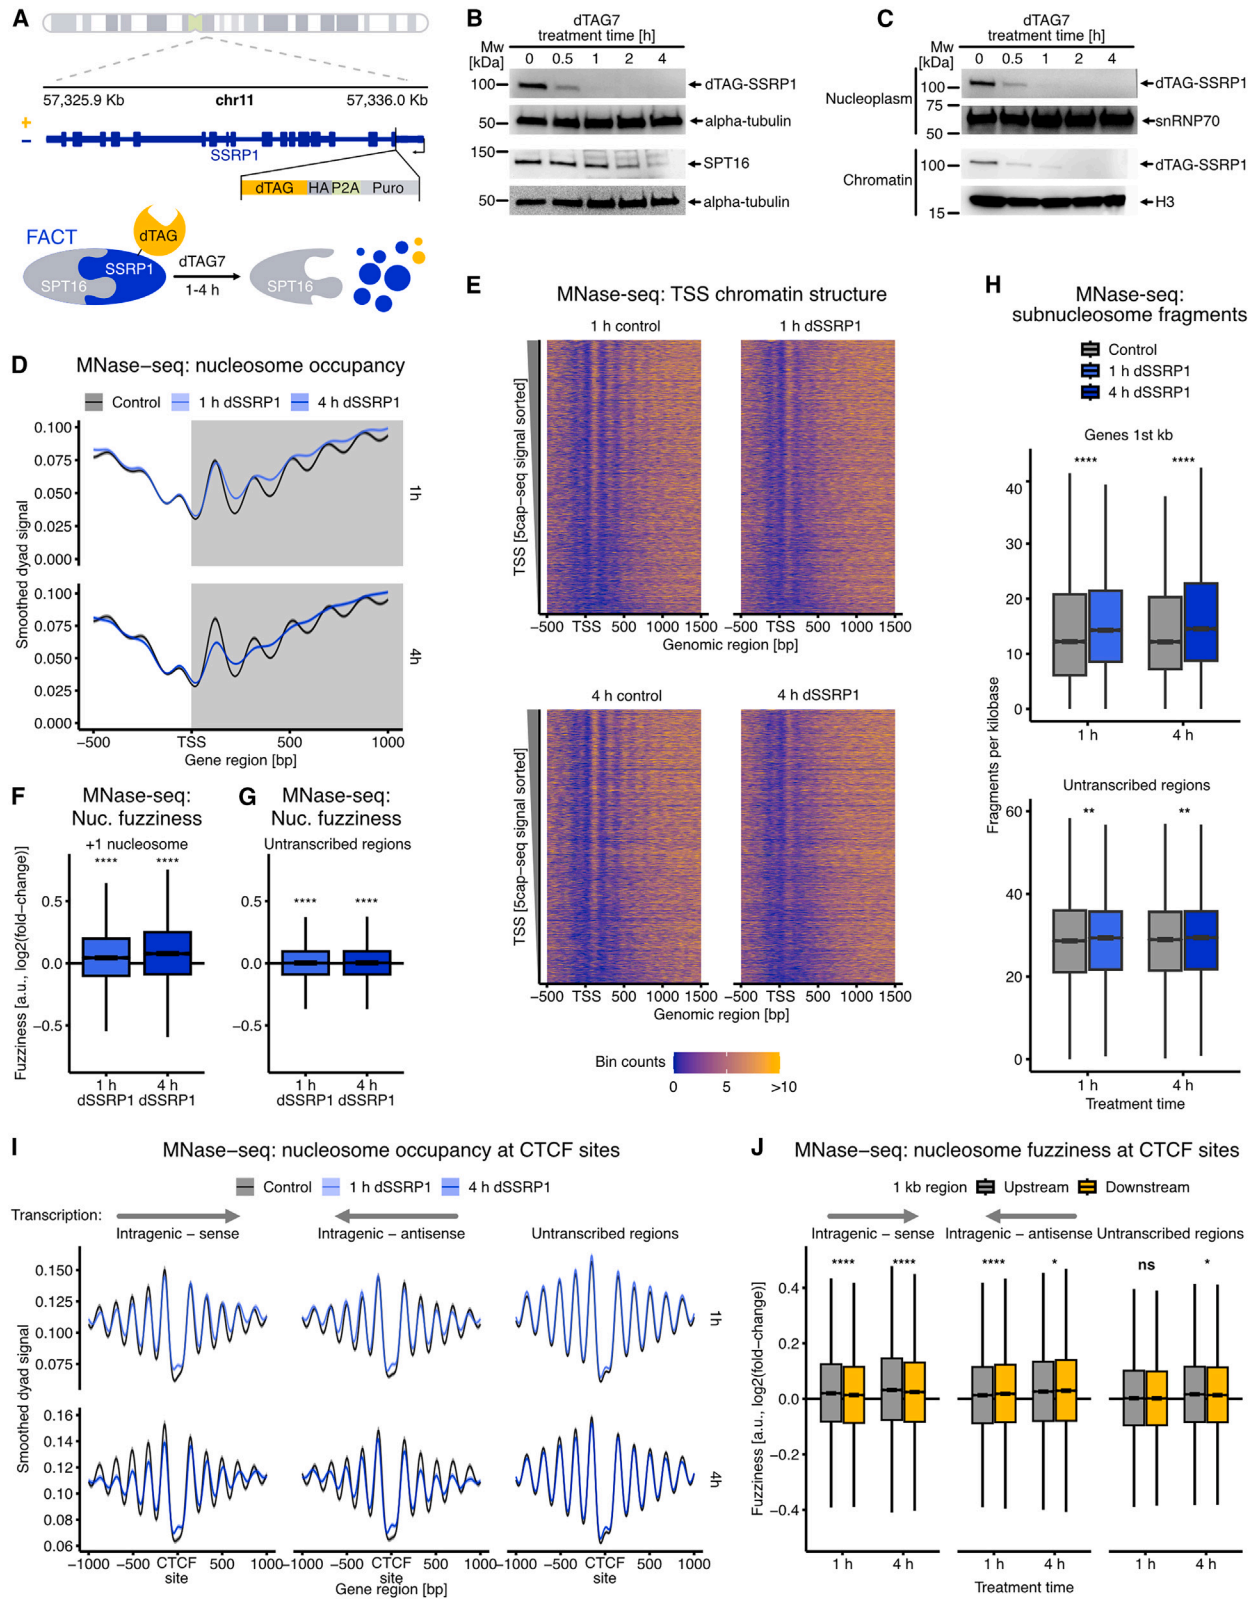 A
57,325.9 Kb
chr11
57,336.0 Kb
+
−
SSRP1
dTAG HA P2A Puro
FACT
dTAG
SSRP1
SPT16
dTAG7
1-4 h
SPT16
B
dTAG7
treatment time [h]
Mw
[kDa]
0 0.5 1 2 4
100
dTAG-SSRP1
50
alpha-tubulin
150
SPT16
50
alpha-tubulin
C
dTAG7
treatment time [h]
Mw
[kDa]
0 0.5 1 2 4
Nucleoplasm
100
dTAG-SSRP1
75
snRNP70
50
Chromatin
100
dTAG-SSRP1
H3
15
D
MNase−seq: nucleosome occupancy
Control 1 h dSSRP1 4 h dSSRP1
Smoothed dyad signal
0.100
0.075
0.050
0.025
0.000
1h
0.100
0.075
0.050
0.025
0.000
4h
−500 TSS 500 1000
Gene region [bp]
E
MNase-seq: TSS chromatin structure
1 h control 1 h dSSRP1
TSS [5cap−seq signal sorted]
−500 TSS 500 1000 1500 −500 TSS 500 1000 1500
Genomic region [bp]
4 h control 4 h dSSRP1
TSS [5cap−seq signal sorted]
−500 TSS 500 1000 1500 −500 TSS 500 1000 1500
Genomic region [bp]
Bin counts
0 5 >10
F
MNase-seq:
Nuc. fuzziness
+1 nucleosome
**** ****
Fuzziness [a.u., log2(fold−change)]
0.5
0.0
−0.5
1 h 4 h
dSSRP1 dSSRP1
G
MNase-seq:
Nuc. fuzziness
Untranscribed regions
**** ****
0.5
0.0
−0.5
1 h 4 h
dSSRP1 dSSRP1
H
MNase-seq:
subnucleosome fragments
Control
1 h dSSRP1
4 h dSSRP1
Genes 1st kb
**** ****
40
30
20
10
0
1 h 4 h
Fragments per kilobase
Untranscribed regions
** **
60
40
20
0
1 h 4 h
Treatment time
I
MNase−seq: nucleosome occupancy at CTCF sites
Control 1 h dSSRP1 4 h dSSRP1
Transcription:
Intragenic − sense Intragenic − antisense Untranscribed regions
Smoothed dyad signal
0.150
0.125
0.100
0.075
1h
0.16
0.14
0.12
0.10
0.08
0.06
4h
−1000 −500 CTCF 500 1000 −1000 −500 CTCF 500 1000 −1000 −500 CTCF 500 1000
site site site
Gene region [bp]
J
MNase−seq: nucleosome fuzziness at CTCF sites
1 kb region Upstream Downstream
Intragenic − sense Intragenic − antisense Untranscribed regions
**** **** **** * ns *
Fuzziness [a.u., log2(fold−change)]
0.4
0.2
0.0
−0.2
−0.4
1 h 4 h 1 h 4 h 1 h 4 h
Treatment time